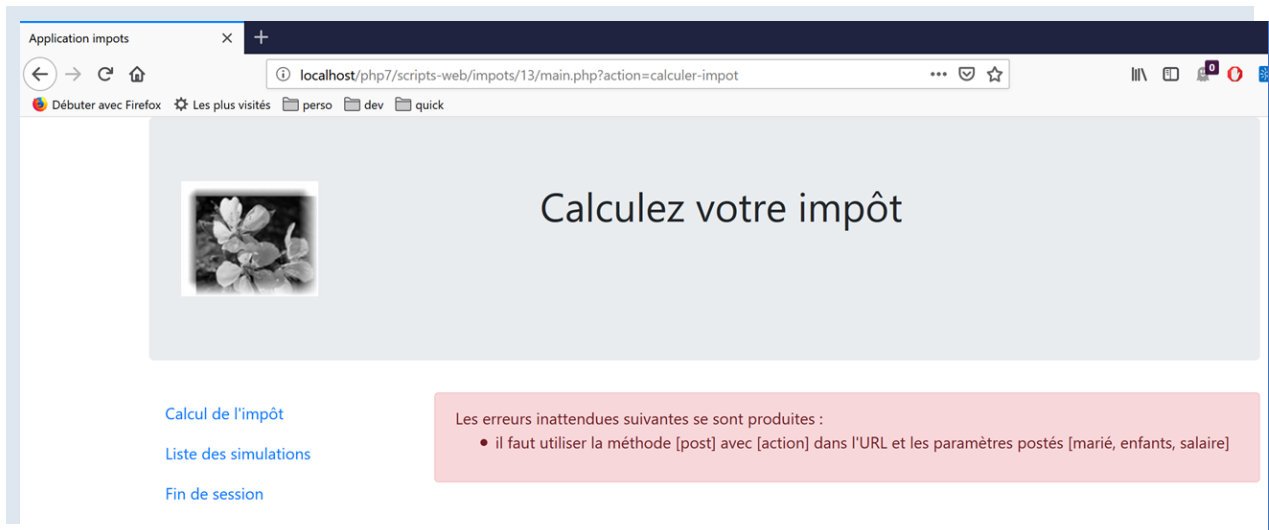 Application impots
localhost/php7/scripts-web/impots/13/main.php?action=calculer-impot
0
Débuter avec Firefox Les plus visités perso dev quick
Calculez votre impôt
Calcul de l'impôt
Liste des simulations
Fin de session
Les erreurs inattendues suivantes se sont produites :
• il faut utiliser la méthode [post] avec [action] dans l'URL et les paramètres postés [marié, enfants, salaire]